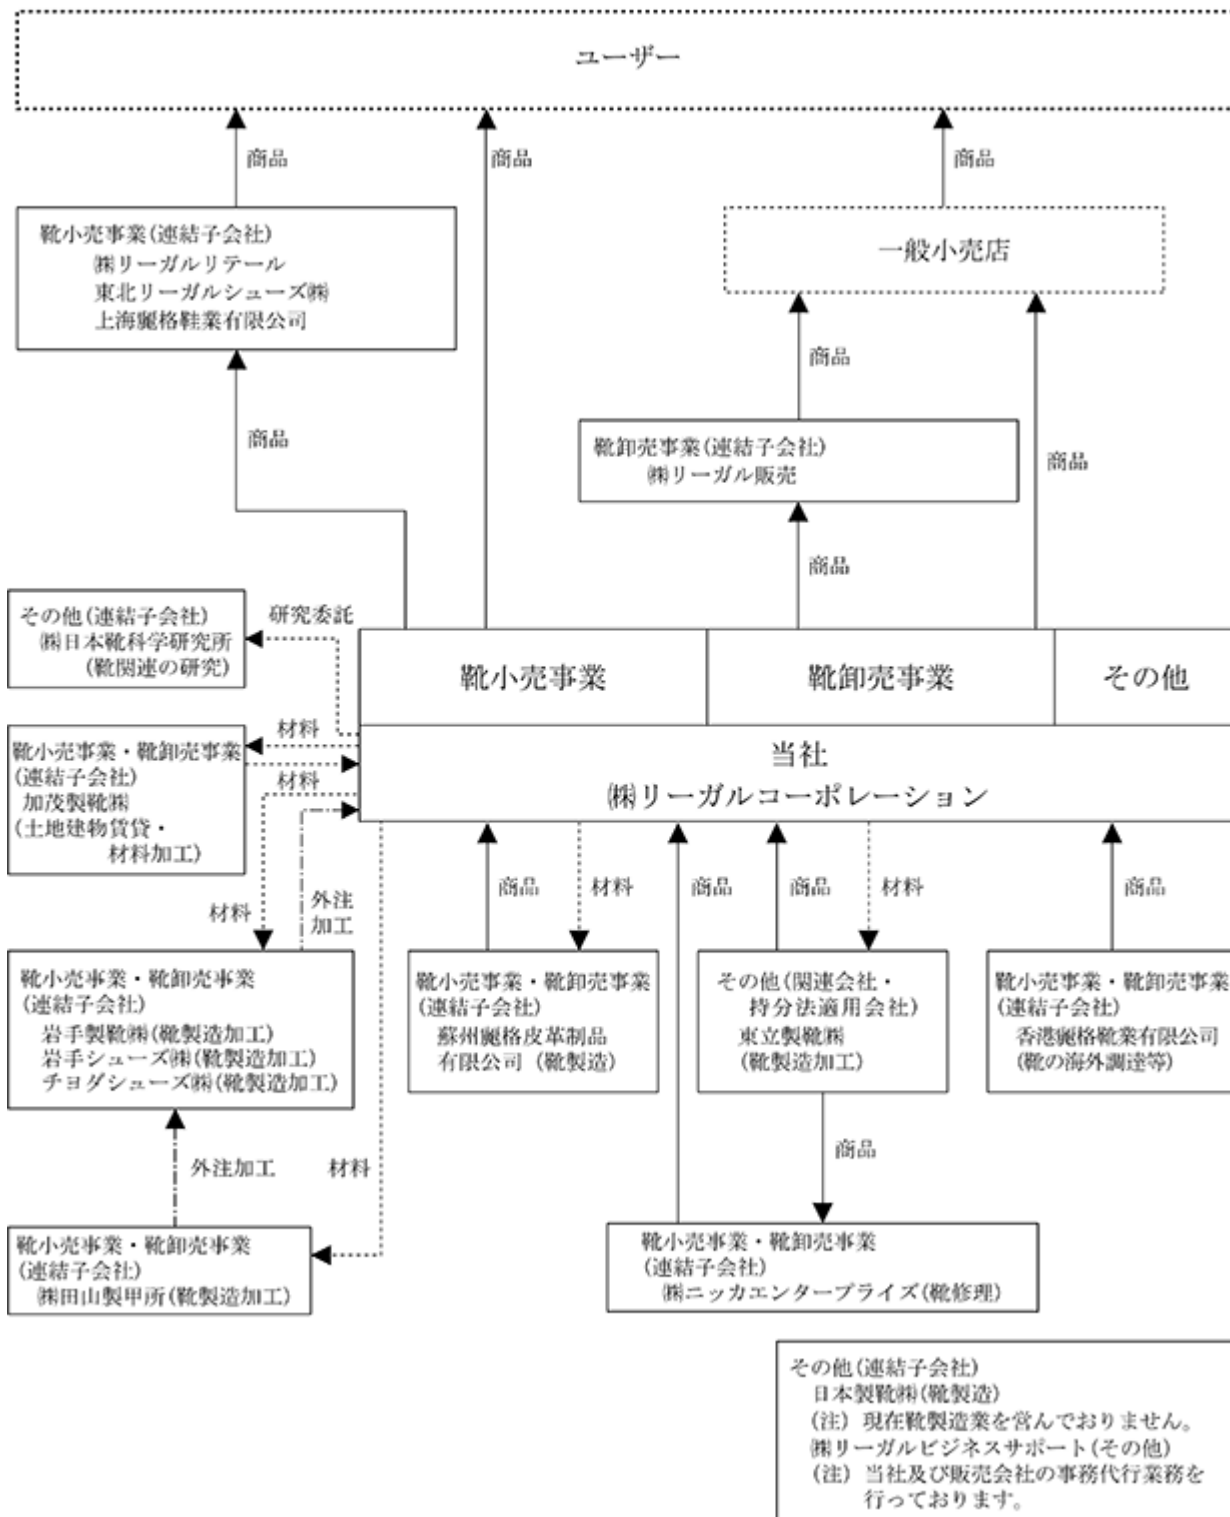 ユーザー
商品
商品
商品
靴小売事業(連結子会社)
㈱リーガルリテール
東北リーガルシューズ㈱
上海麗格鞋業有限公司
一般小売店
商品
商品
商品
靴卸売事業(連結子会社)
㈱リーガル販売
商品
その他(連結子会社)
㈱日本靴科学研究所
(靴関連の研究)
研究委託
靴小売事業
靴卸売事業
その他
当社
㈱リーガルコーポレーション
靴小売事業・靴卸売事業
(連結子会社)
加茂製靴㈱
(土地建物賃貸・
材料加工)
材料
材料
材料
外注
加工
商品
材料
商品
商品
材料
商品
靴小売事業・靴卸売事業
(連結子会社)
岩手製靴㈱(靴製造加工)
岩手シューズ㈱(靴製造加工)
チヨダシューズ㈱(靴製造加工)
靴小売事業・靴卸売事業
(連結子会社)
蘇州麗格皮革制品
有限公司(靴製造)
その他(関連会社・
持分法適用会社)
東立製靴㈱
(靴製造加工)
靴小売事業・靴卸売事業
(連結子会社)
香港麗格靴業有限公司
(靴の海外調達等)
外注加工
材料
商品
靴小売事業・靴卸売事業
(連結子会社)
㈱田山製甲所(靴製造加工)
靴小売事業・靴卸売事業
(連結子会社)
㈱ニッカエンタープライズ(靴修理)
その他(連結子会社)
日本製靴㈱(靴製造)
(注) 現在靴製造業を営んでおりません。
㈱リーガルビジネスサポート(その他)
(注) 当社及び販売会社の事務代行業務を
行っております。